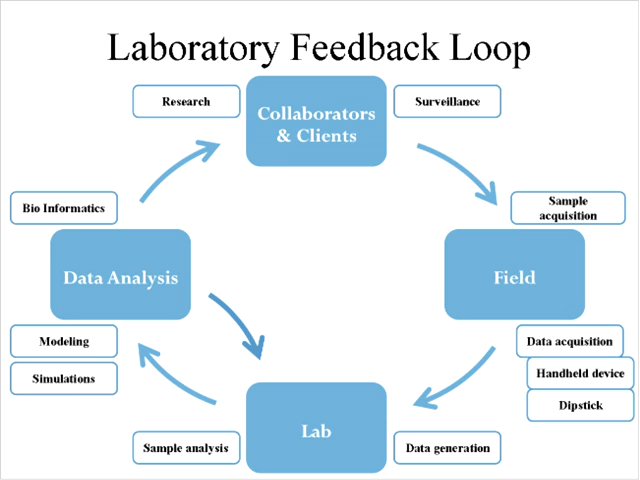 Laboratory Feedback Loop
Research
Collaborators
& Clients
Surveillance
Bio Informatics
Sample
acquisition
Data Analysis
Field
Modeling
Data acquisition
Simulations
Handheld device
Dipstick
Lab
Sample analysis
Data generation